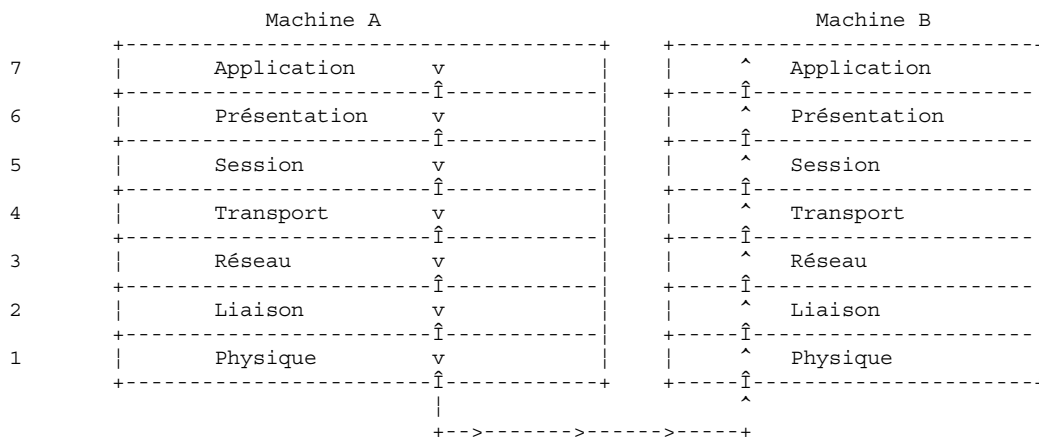 Machine A Machine B
+---------------------------------------+ +------------------------------
7 | Application v | | ^ Application
+-------------------------Î------------| +-----Î----------------------
6 | Présentation v | | ^ Présentation
+-------------------------Î------------| +-----Î----------------------
5 | Session v | | ^ Session
+-------------------------Î------------| +-----Î----------------------
4 | Transport v | | ^ Transport
+-------------------------Î------------| +-----Î----------------------
3 | Réseau v | | ^ Réseau
+-------------------------Î------------| +-----Î----------------------
2 | Liaison v | | ^ Liaison
+-------------------------Î------------| +-----Î----------------------
1 | Physique v | | ^ Physique
+-------------------------Î------------+ +-----Î-----------------------
| ^
+-->------->------>-----+